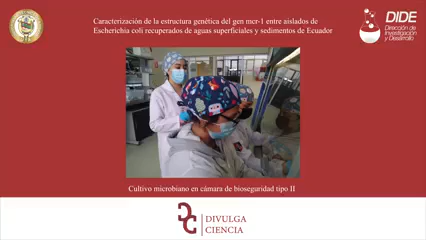 Caracterización de la estructura genética del gen mcr-1 entre aislados de
Escherichia coli recuperados de aguas superficiales y sedimentos de Ecuador
DIDE
Dirección
de Investigación
y Desarrollo
Cultivo microbiano en cámara de bioseguridad tipo II
DIVULGA
CIENCIA